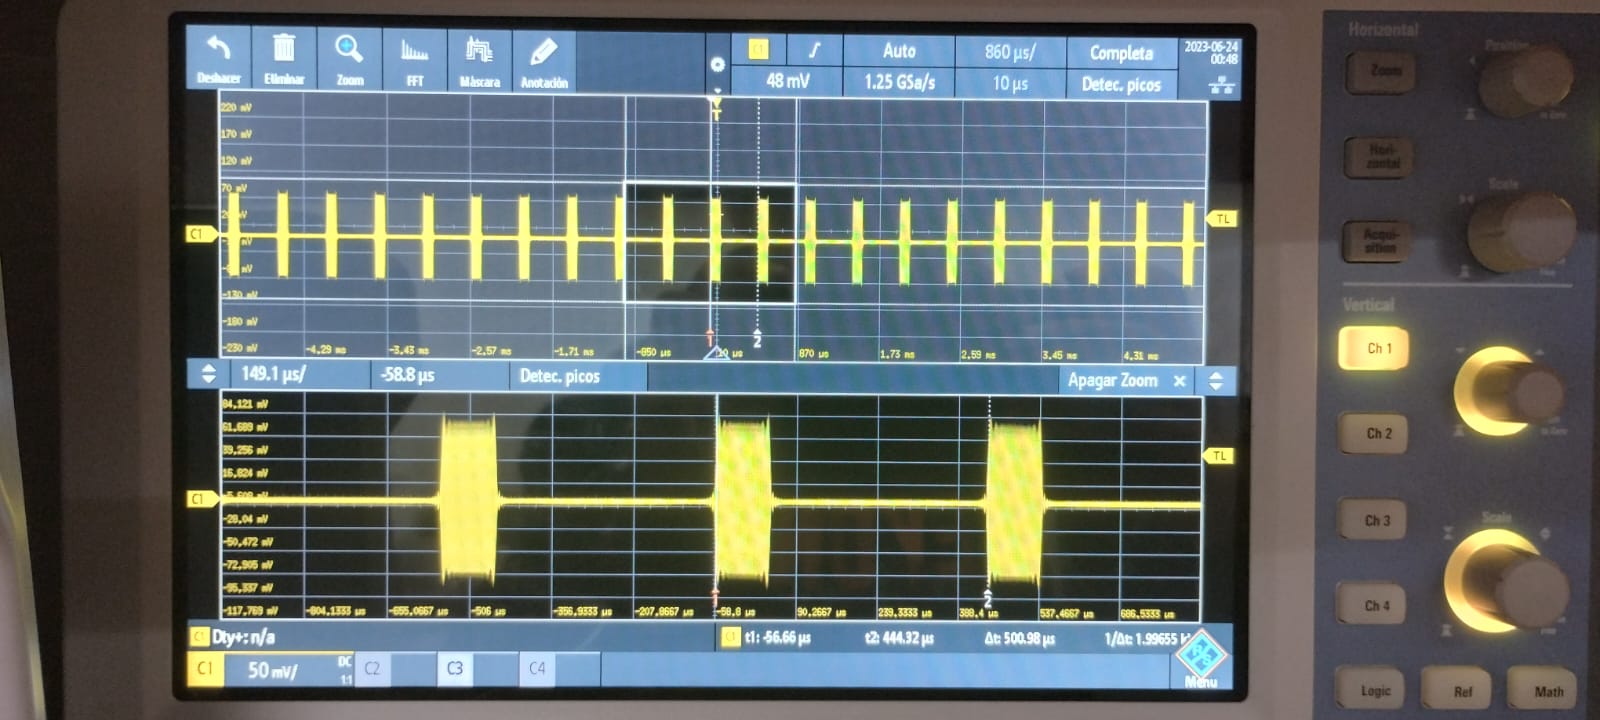 Deshacer Eliminar Zoom FFT Máscara Anotación
C1 Auto 860 µs/ Completa 2023-06-24
00:48
48 mV 1.25 GSa/s 10 µs Detec. picos
T
220 mV
170 mV
120 mV
70 mV
C1 TL
-130 mV
-180 mV
1 2
-230 mV -4.29 ms -3.43 ms -2.57 ms -1.71 ms -850 µs 10 µs 870 µs 1.73 ms 2.59 ms 3.45 ms 4.31 ms
149.1 µs/ -58.8 µs Detec. picos Apagar Zoom ×
84,121 mV
61,689 mV
39,256 mV
TL
16,824 mV
C1 -5,608 mV
-28,04 mV
-50,472 mV
-72,905 mV
-95,337 mV
1 2
-117,769 mV -804.1333 µs -655.0667 µs -506 µs -356.9333 µs -207.8667 µs -58.8 µs 90.2667 µs 239.3333 µs 388.4 µs 537.4667 µs 686.5333 µs
C1 Dty+: n/a C1 t1: -56.66 µs t2: 444.32 µs Δt: 500.98 µs 1/Δt: 1.99655
C1 50 mV/ DC
1:1
C2 C3 C4
R&S
Menu
Horizontal
Position
Zoom
Hori-
zontal
Scale
Acqui-
sition
Vertical
Ch 1
Ch 2
Scale
Ch 3
Ch 4
Logic Ref Math